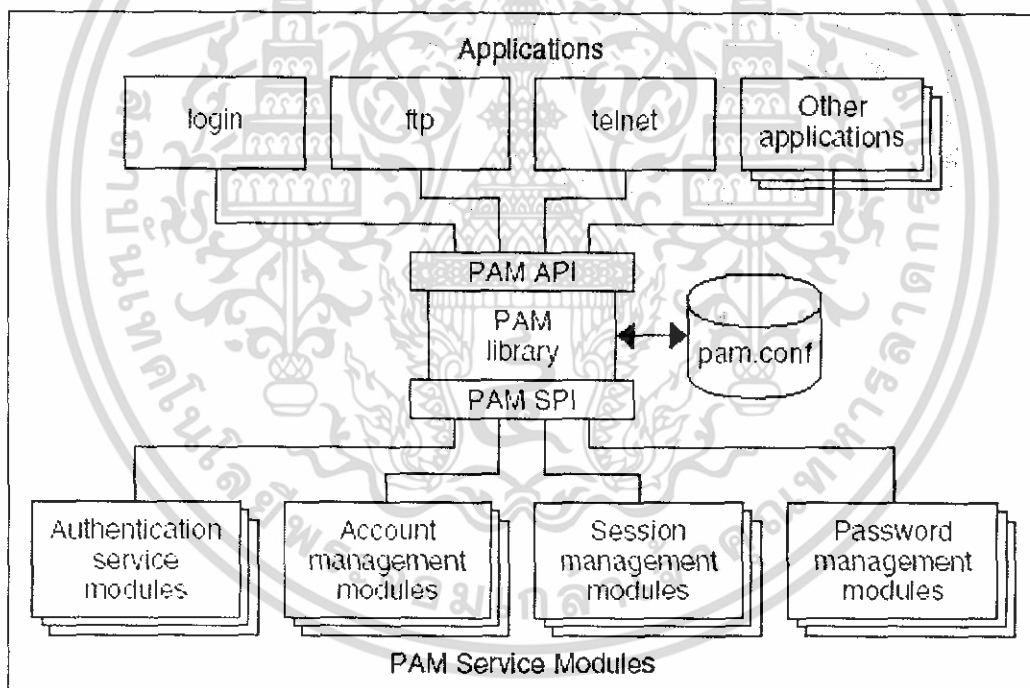 Applications
login
ftp
telnet
Other
applications
PAM API
PAM
library
pam.conf
PAM SPI
Authentication
service
modules
Account
management
modules
Session
management
modules
Password
management
modules
PAM Service Modules